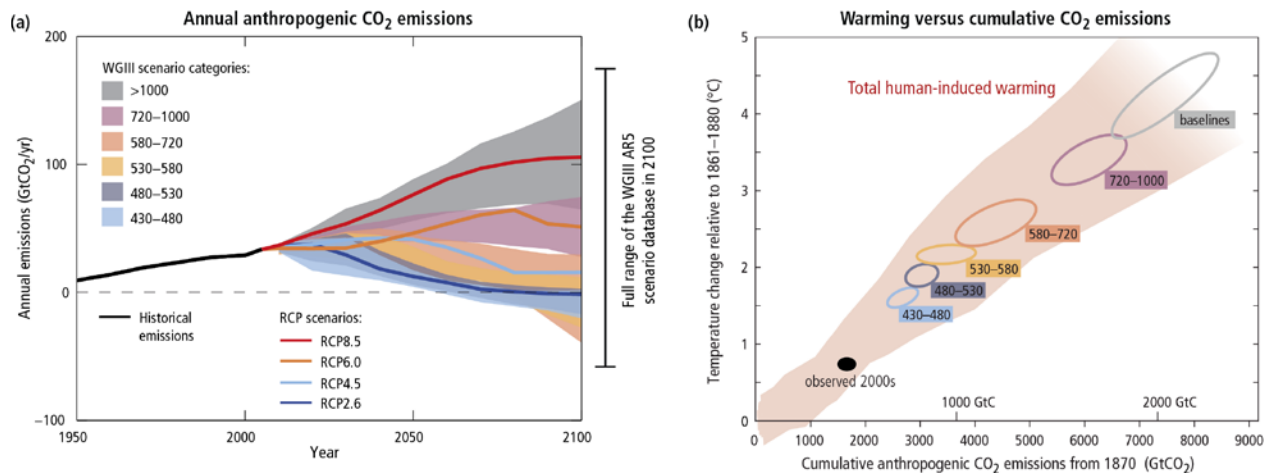 (a)
Annual anthropogenic CO₂ emissions
200
100
0
−100
Annual emissions (GtCO₂/yr)
WGIII scenario categories:
>1000
720−1000
580−720
530−580
480−530
430−480
Historical
emissions
RCP scenarios:
RCP8.5
RCP6.0
RCP4.5
RCP2.6
1950
2000
2050
2100
Year
Full range of the WGIII AR5
scenario database in 2100
(b)
Warming versus cumulative CO₂ emissions
5
4
3
2
1
0
Temperature change relative to 1861–1880 (°C)
Total human-induced warming
baselines
720–1000
580–720
530–580
480–530
430–480
observed 2000s
1000 GtC
2000 GtC
0
1000
2000
3000
4000
5000
6000
7000
8000
9000
Cumulative anthropogenic CO₂ emissions from 1870 (GtCO₂)